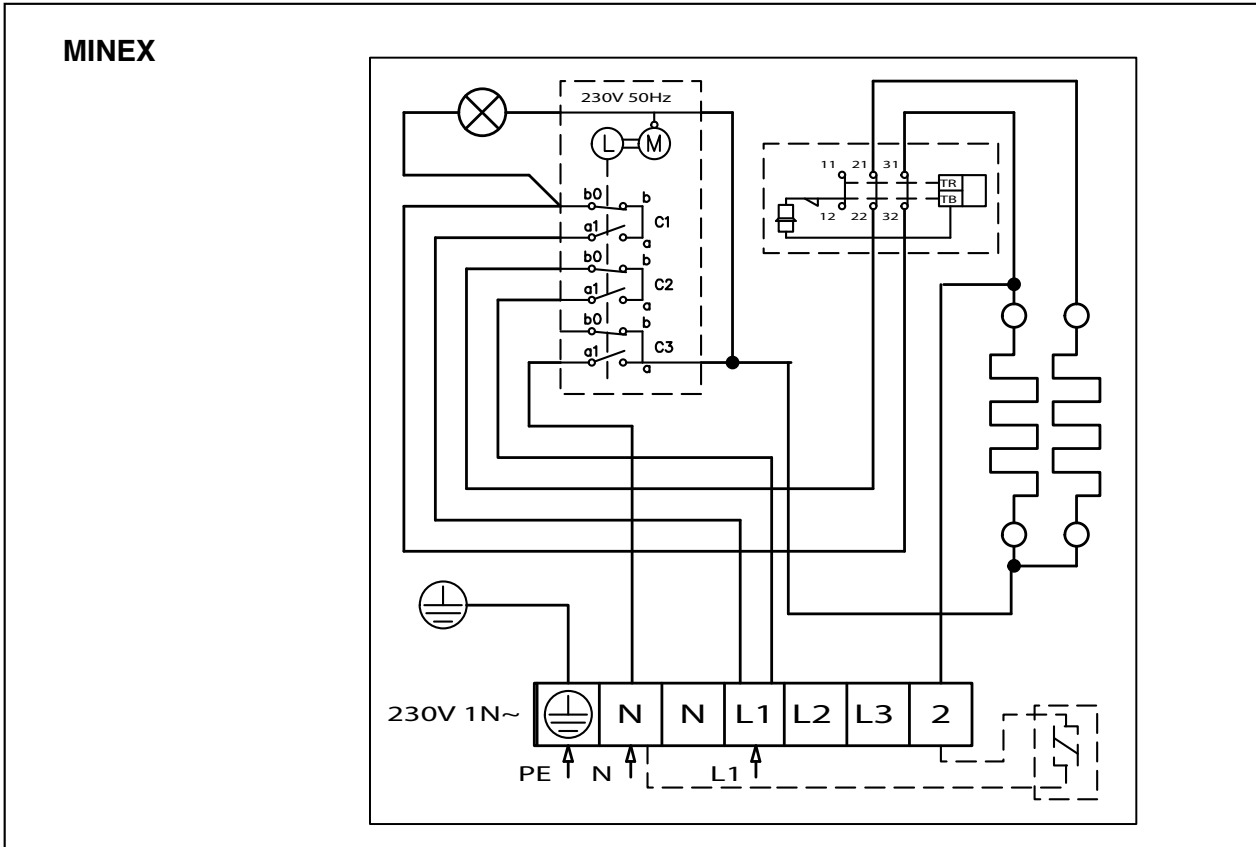 MINEX
230V 50Hz
L M
11 21 31
TR
TB
12 22 32
b0 b
C1
a1
a
b0 b
C2
a1
a
b0 b
C3
a1
a
230V 1N~ N N L1 L2 L3 2
PE N L1